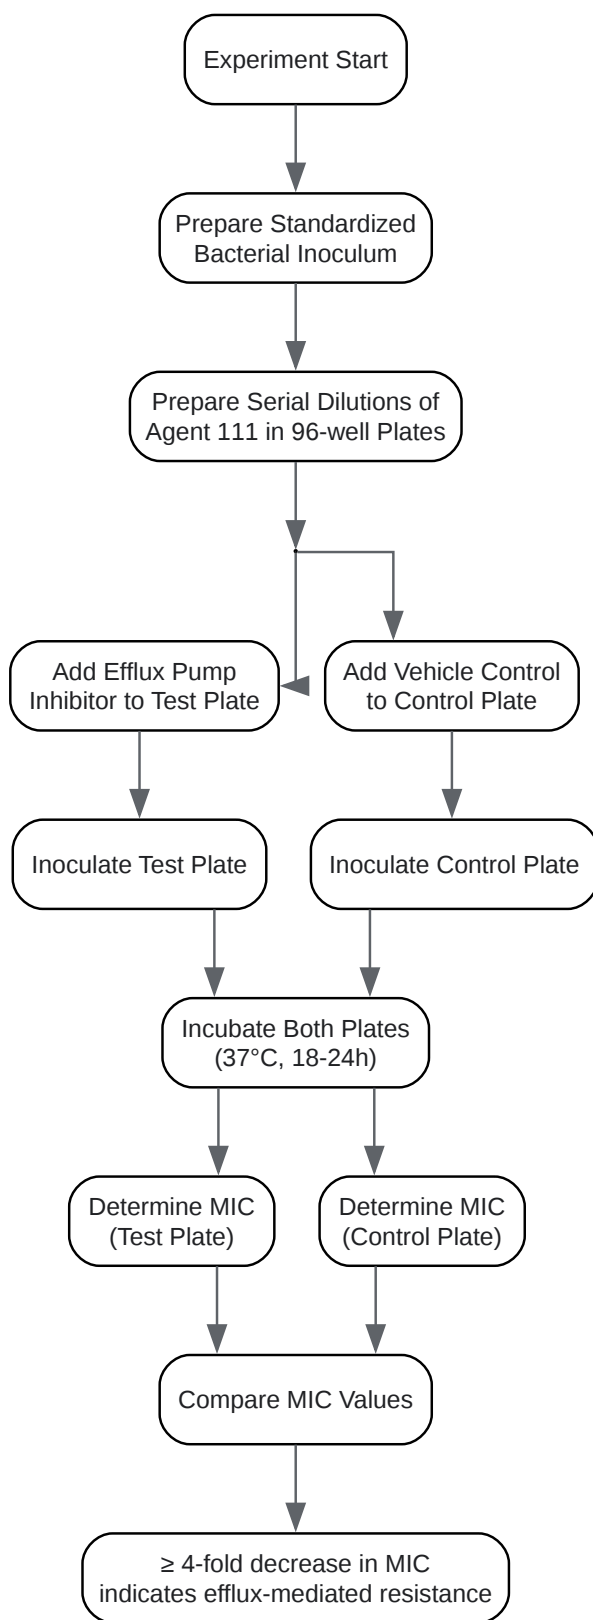 Experiment Start
Prepare Standardized
Bacterial Inoculum
Prepare Serial Dilutions of
Agent 111 in 96-well Plates
Add Efflux Pump
Inhibitor to Test Plate
Add Vehicle Control
to Control Plate
Inoculate Test Plate
Inoculate Control Plate
Incubate Both Plates
(37°C, 18-24h)
Determine MIC
(Test Plate)
Determine MIC
(Control Plate)
Compare MIC Values
≥ 4-fold decrease in MIC
indicates efflux-mediated resistance